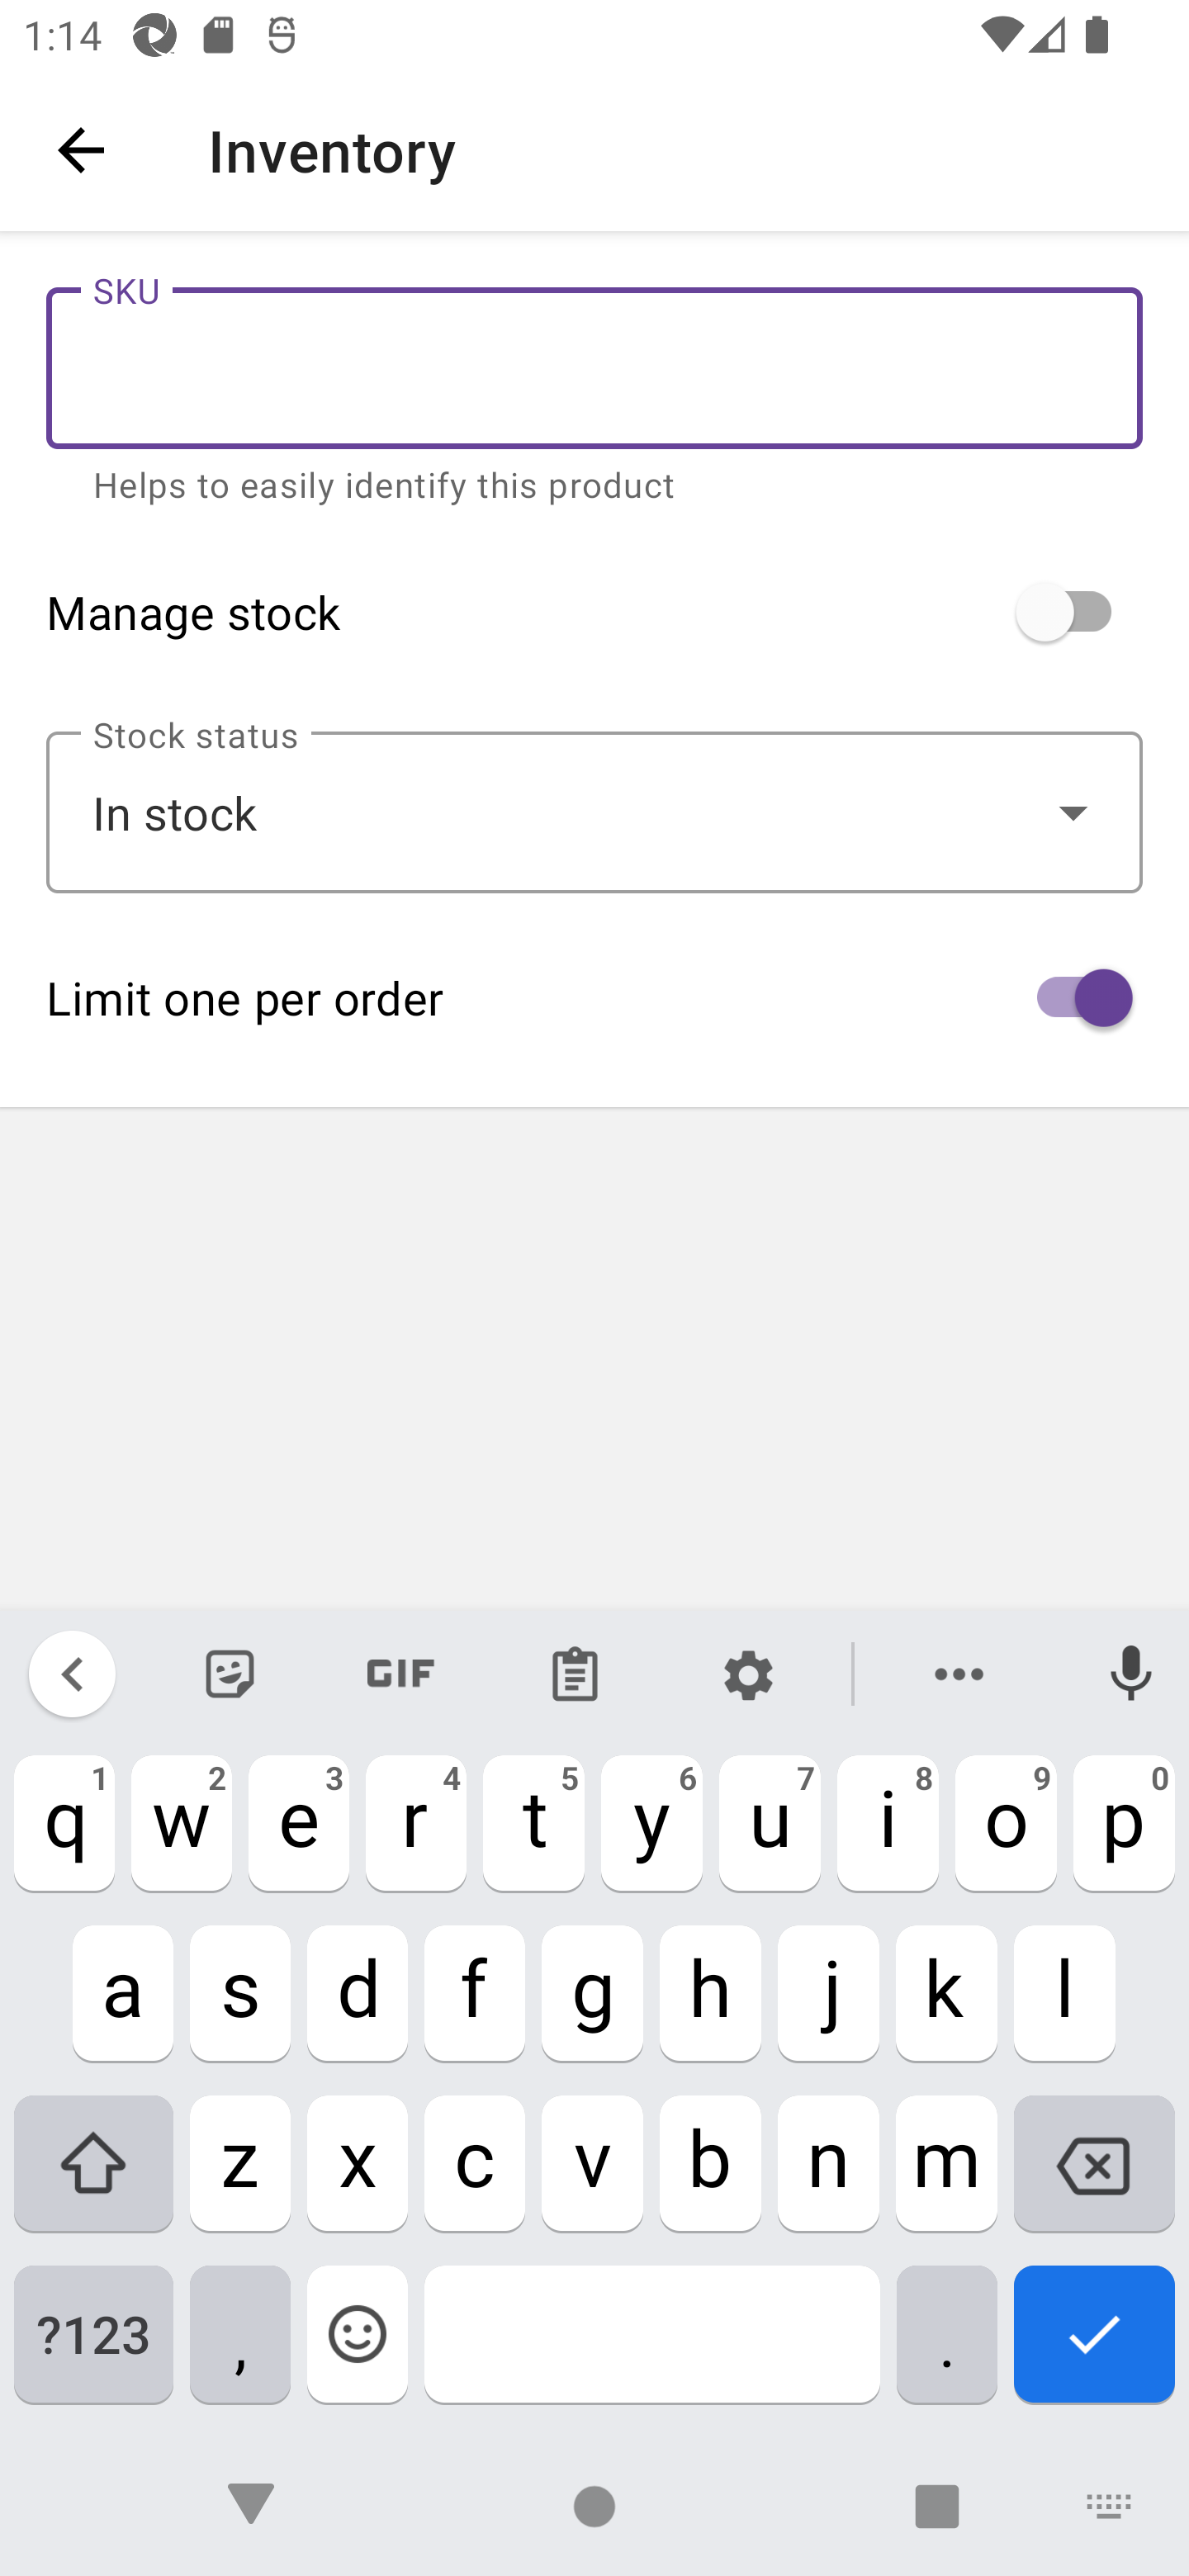 1:14
Inventory
SKU
Helps to easily identify this product
Manage stock
Stock status
In stock
Limit one per order
GIF
q 1 w 2 e 3 r 4 t 5 y 6 u 7 i 8 o 9 p 0
a s d f g h j k l
z x c v b n m
?123 , .